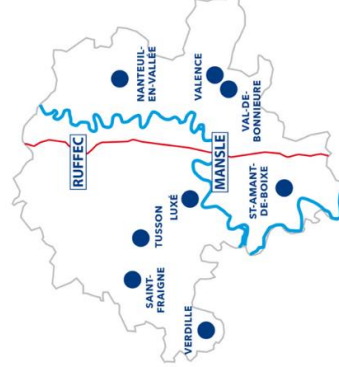 NANTEUIL-
EN-VALLÉE
RUFFEC
VALENCE
VAL-DE-
BONNIEURE
MANSLE
LUXÉ
TUSSON
ST-AMANT-
DE-BOIXE
SAINT-
FRAIGNE
VERDILLE